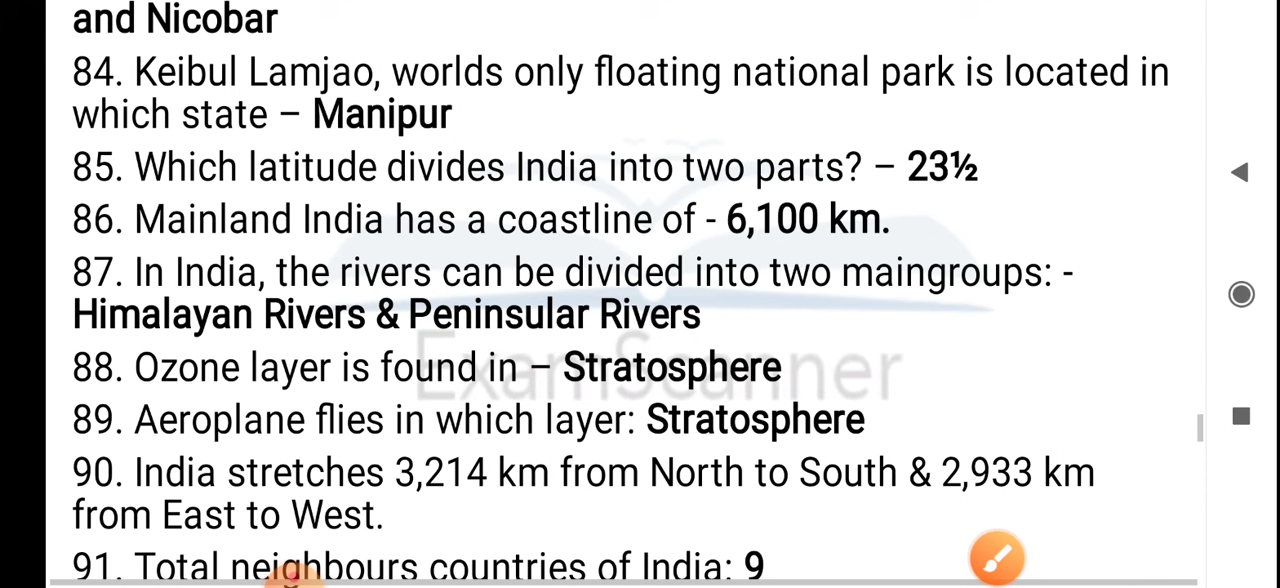 and Nicobar
84. Keibul Lamjao, worlds only floating national park is located in
which state – Manipur
85. Which latitude divides India into two parts? – 23½
86. Mainland India has a coastline of - 6,100 km.
87. In India, the rivers can be divided into two maingroups: -
Himalayan Rivers & Peninsular Rivers
88. Ozone layer is found in – Stratosphere
ExamScanner
89. Aeroplane flies in which layer: Stratosphere
90. India stretches 3,214 km from North to South & 2,933 km
from East to West.
91. Total neighbours countries of India: 9